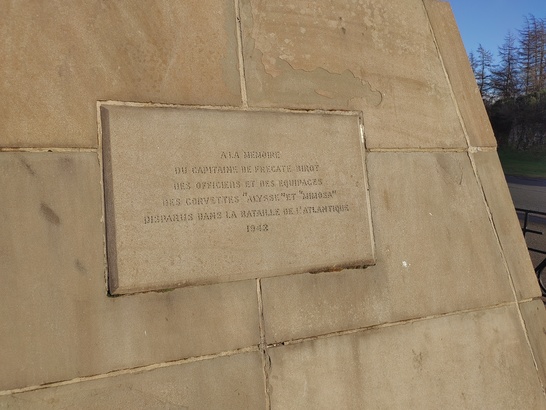 A LA MEMOIRE
DU CAPITAINE DE FREGATE BIROT
DES OFFICIERS ET DES EQUIPAGES
DES CORVETTES "ALYSSE" ET "MIMOSA"
DISPARUS DANS LA BATAILLE DE L'ATLANTIQUE
1942